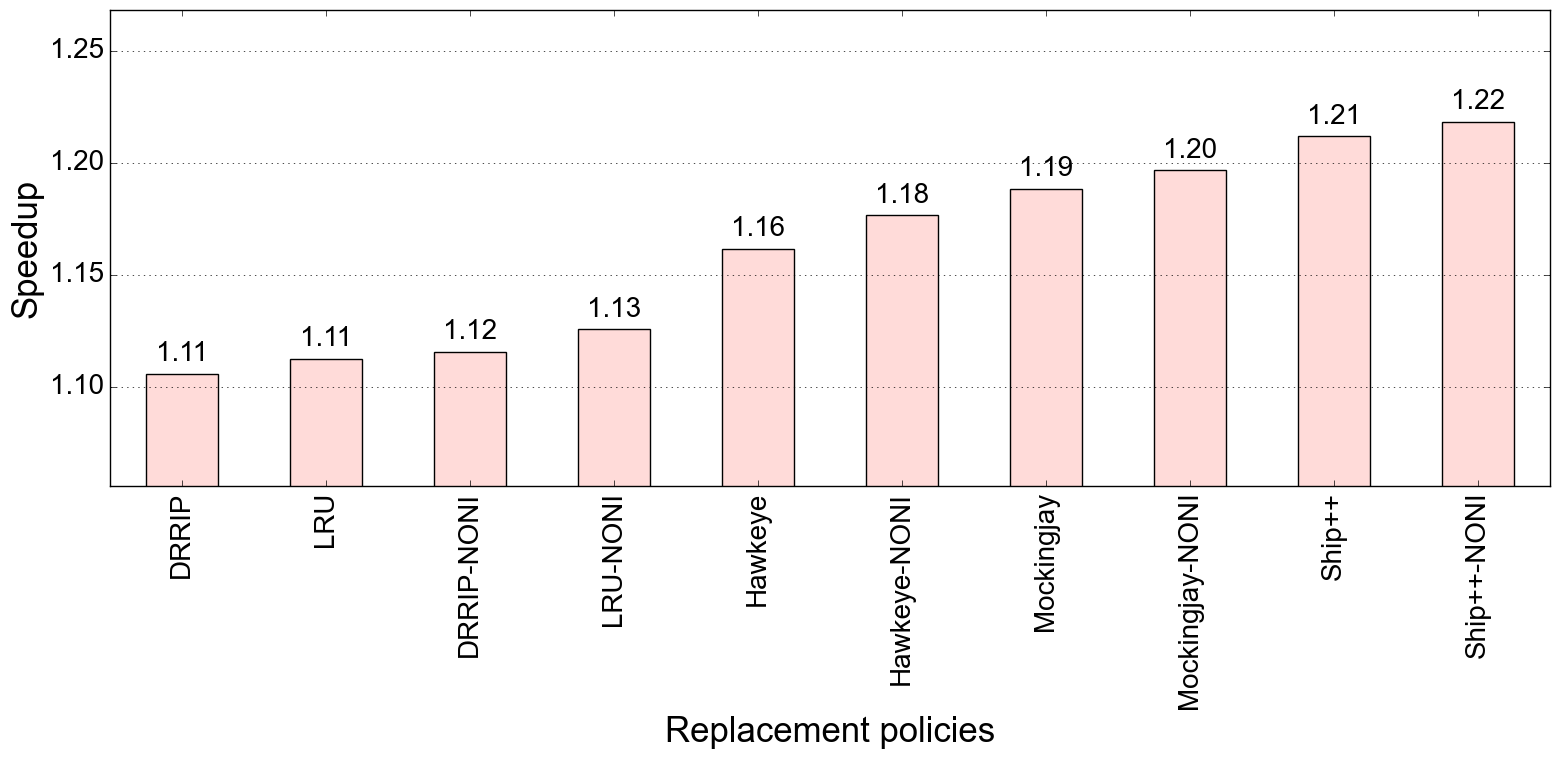 Speedup
1.25
1.20
1.15
1.10
1.11
1.11
1.12
1.13
1.16
1.18
1.19
1.20
1.21
1.22
DRRIP
LRU
DRRIP-NONI
LRU-NONI
Hawkeye
Hawkeye-NONI
Mockingjay
Mockingjay-NONI
Ship++
Ship++-NONI
Replacement policies